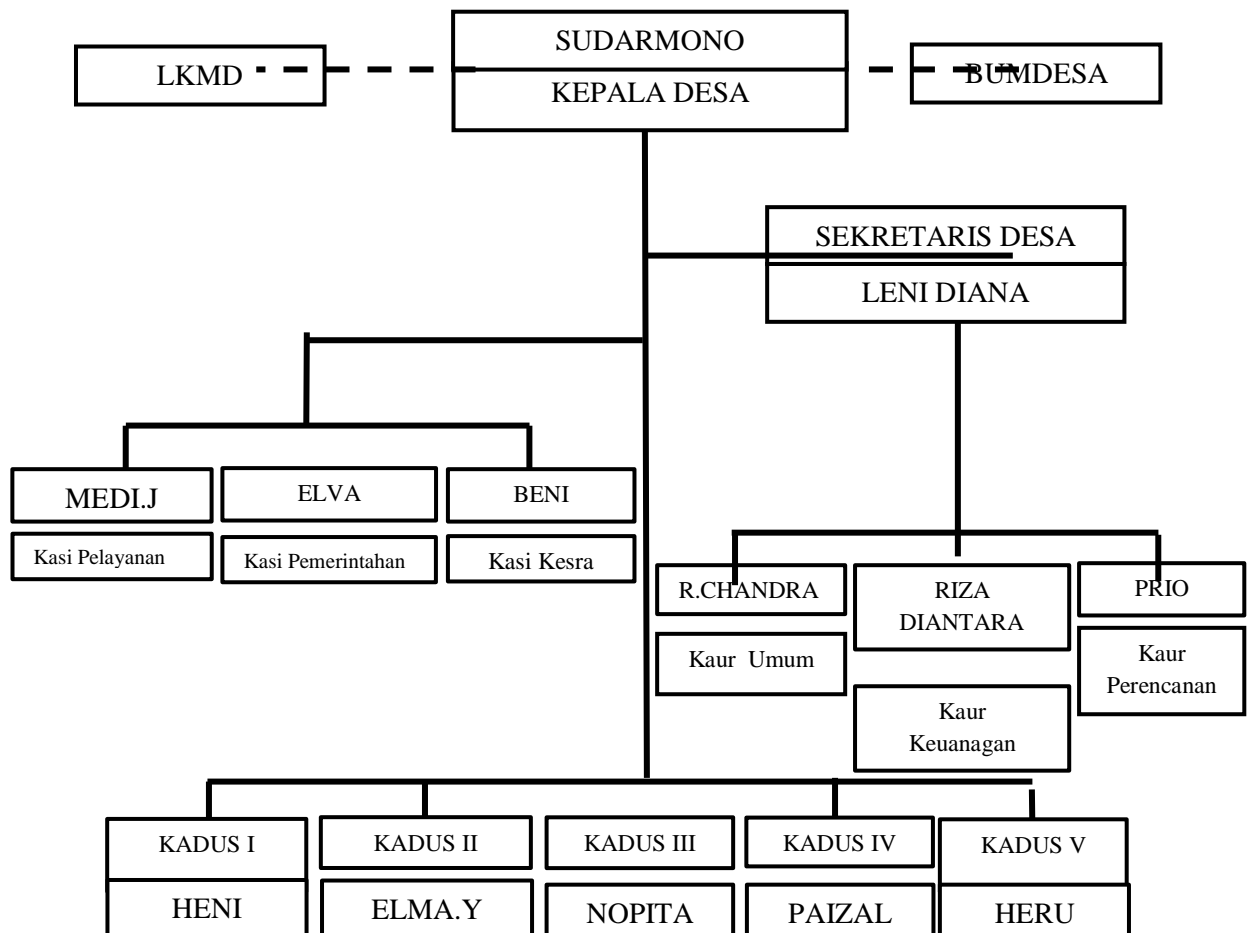 SUDARMONO
LKMD
BUMDESA
KEPALA DESA
SEKRETARIS DESA
LENI DIANA
MEDI.J
ELVA
BENI
Kasi Pelayanan
Kasi Pemerintahan
Kasi Kesra
R.CHANDRA
RIZA
DIANTARA
PRIO
Kaur Umum
Kaur
Perencanan
Kaur
Keuanagan
KADUS I
KADUS II
KADUS III
KADUS IV
KADUS V
HENI
ELMA.Y
NOPITA
PAIZAL
HERU